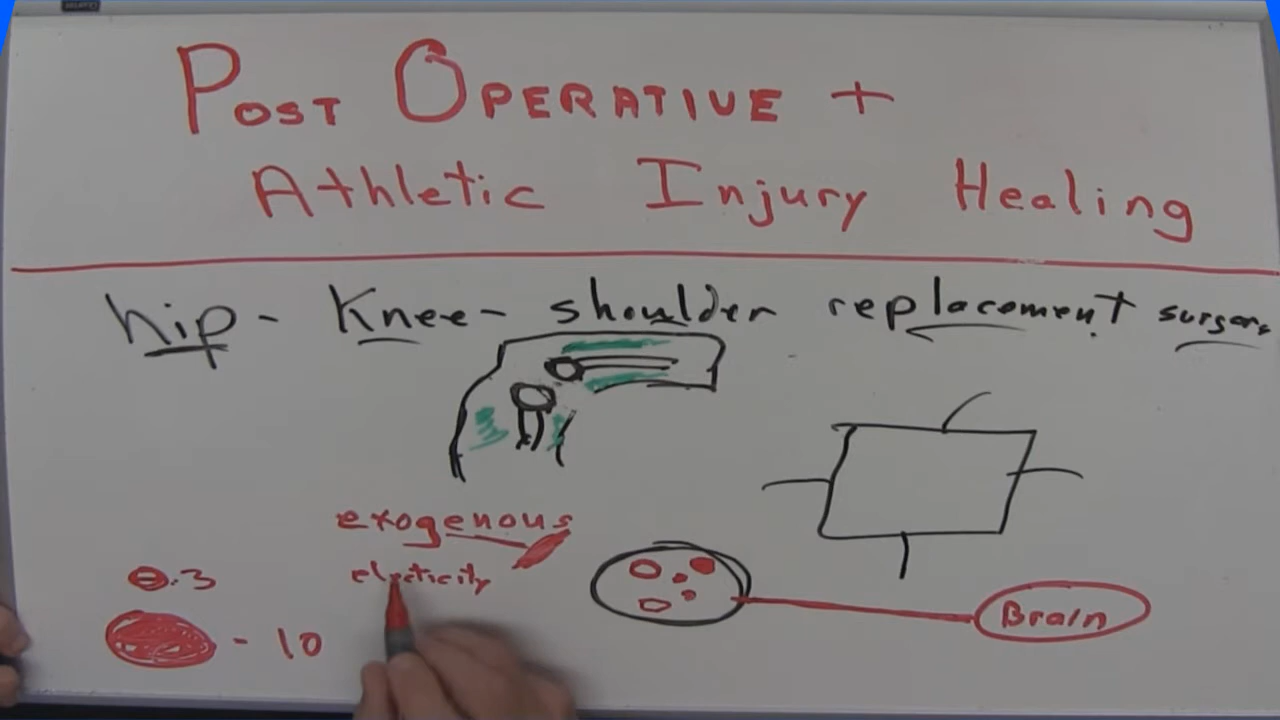 Post Operative +
Athletic Injury Healing
hip - Knee - shoulder replacement surgery
exogenous
electicity
.3
- 10
Brain